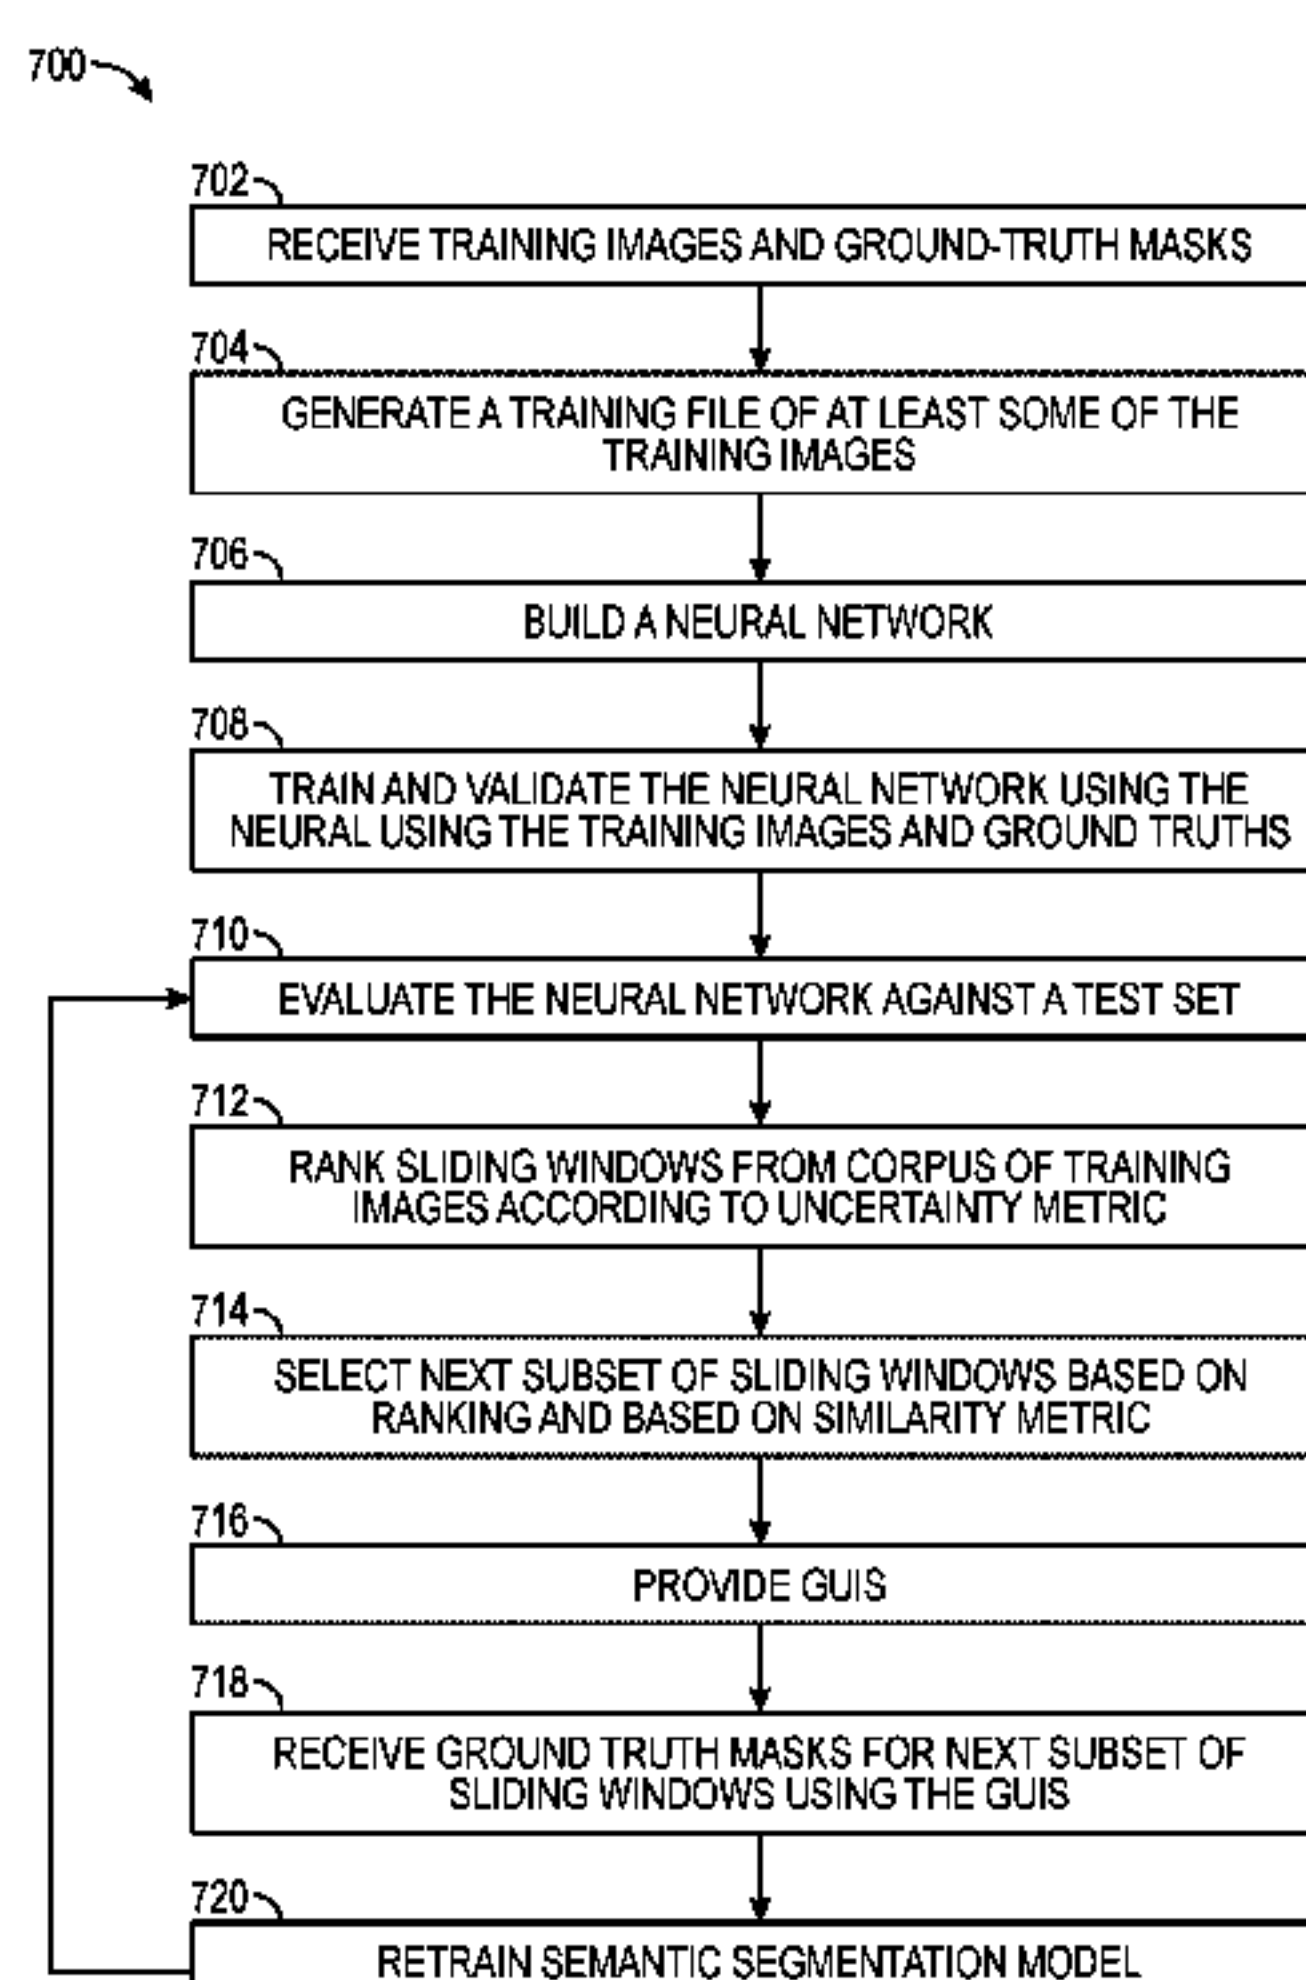 700
702
RECEIVE TRAINING IMAGES AND GROUND-TRUTH MASKS
704
GENERATE A TRAINING FILE OF AT LEAST SOME OF THE
TRAINING IMAGES
706
BUILD A NEURAL NETWORK
708
TRAIN AND VALIDATE THE NEURAL NETWORK USING THE
NEURAL USING THE TRAINING IMAGES AND GROUND TRUTHS
710
EVALUATE THE NEURAL NETWORK AGAINST A TEST SET
712
RANK SLIDING WINDOWS FROM CORPUS OF TRAINING
IMAGES ACCORDING TO UNCERTAINTY METRIC
714
SELECT NEXT SUBSET OF SLIDING WINDOWS BASED ON
RANKING AND BASED ON SIMILARITY METRIC
716
PROVIDE GUIS
718
RECEIVE GROUND TRUTH MASKS FOR NEXT SUBSET OF
SLIDING WINDOWS USING THE GUIS
720
RETRAIN SEMANTIC SEGMENTATION MODEL